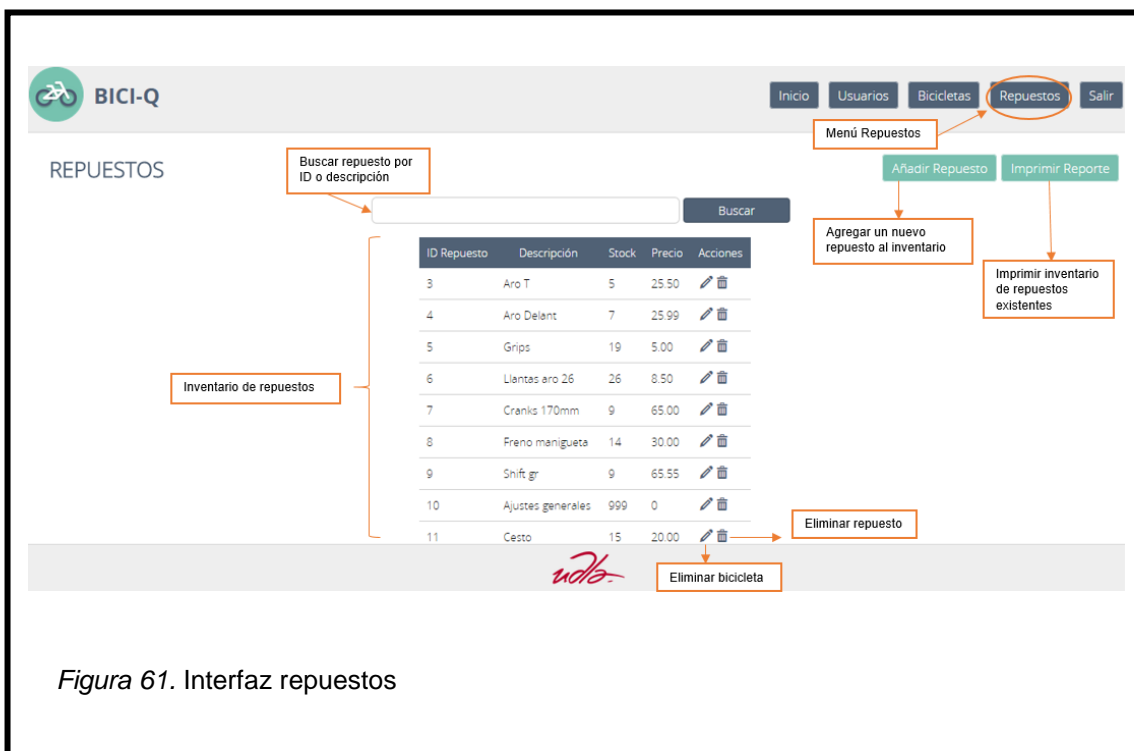 BICI-Q
Inicio Usuarios Bicicletas Repuestos Salir
Menú Repuestos
REPUESTOS
Buscar repuesto por
ID o descripción
Añadir Repuesto Imprimir Reporte
Buscar
Agregar un nuevo
repuesto al inventario
Imprimir inventario
de repuestos
existentes
ID Repuesto Descripción Stock Precio Acciones
3 Aro T 5 25.50
4 Aro Delant 7 25.99
5 Grips 19 5.00
6 Llantas aro 26 26 8.50
Inventario de repuestos
7 Cranks 170mm 9 65.00
8 Freno manigueta 14 30.00
9 Shift gr 9 65.55
10 Ajustes generales 999 0
11 Cesto 15 20.00
Eliminar repuesto
udla-
Eliminar bicicleta
Figura 61. Interfaz repuestos